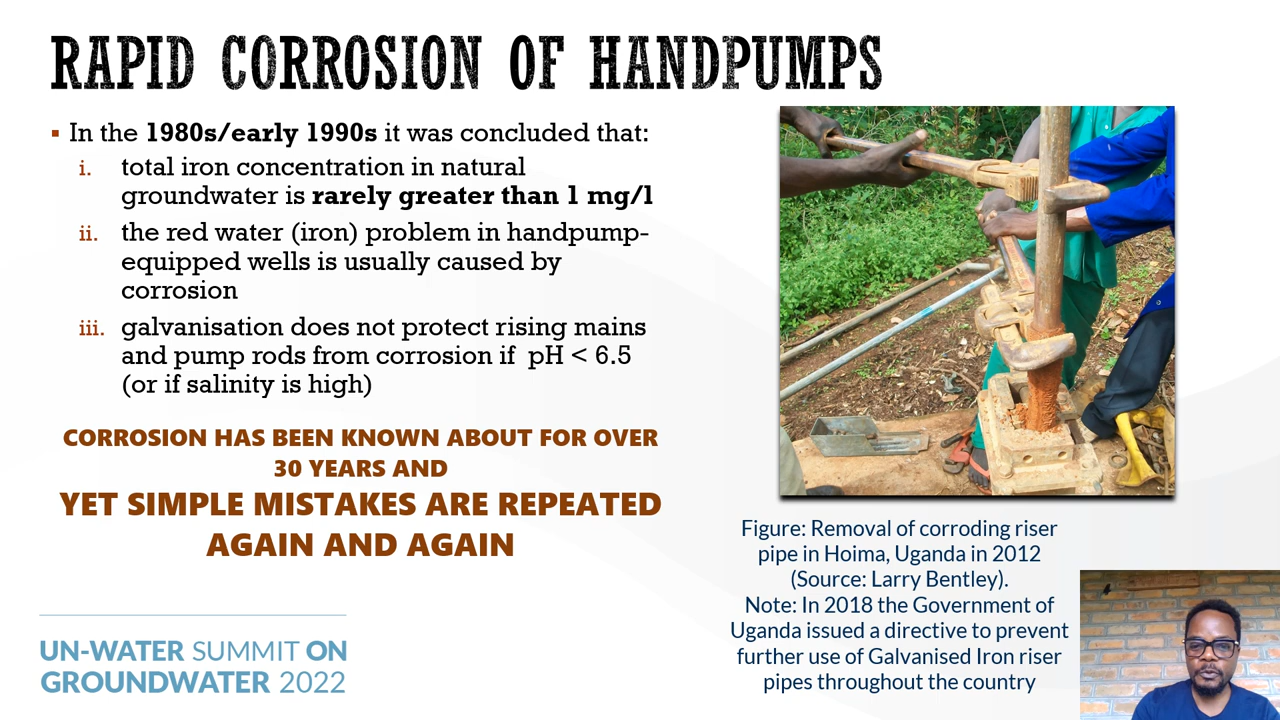 RAPID CORROSION OF HANDPUMPS
▪ In the 1980s/early 1990s it was concluded that:
i. total iron concentration in natural
groundwater is rarely greater than 1 mg/l
ii. the red water (iron) problem in handpump-
equipped wells is usually caused by
corrosion
iii. galvanisation does not protect rising mains
and pump rods from corrosion if pH < 6.5
(or if salinity is high)
CORROSION HAS BEEN KNOWN ABOUT FOR OVER
30 YEARS AND
YET SIMPLE MISTAKES ARE REPEATED
AGAIN AND AGAIN
Figure: Removal of corroding riser
pipe in Hoima, Uganda in 2012
(Source: Larry Bentley).
Note: In 2018 the Government of
Uganda issued a directive to prevent
further use of Galvanised Iron riser
pipes throughout the country
UN-WATER SUMMIT ON
GROUNDWATER 2022